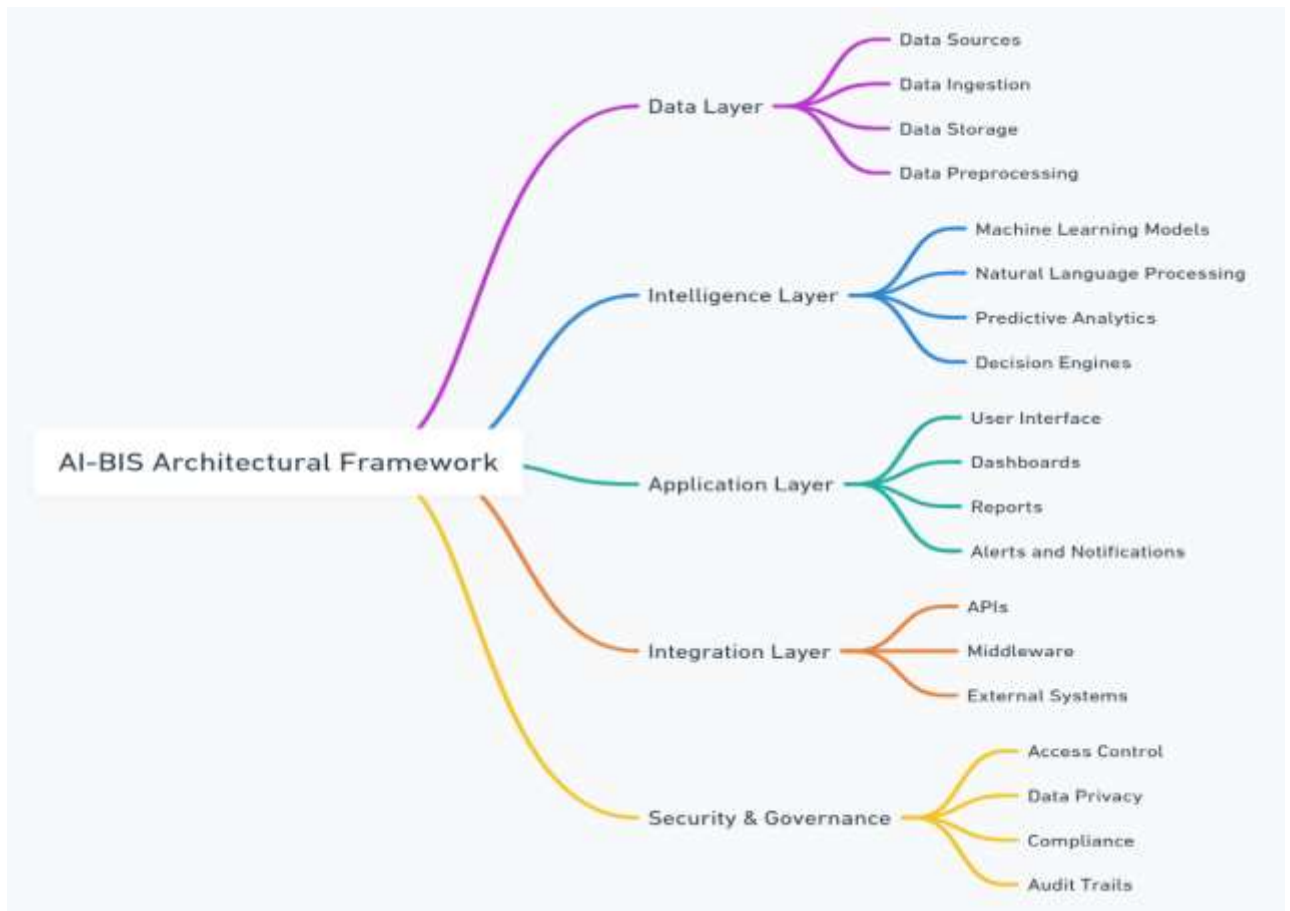 AI-BIS Architectural Framework
Data Layer
Data Sources
Data Ingestion
Data Storage
Data Preprocessing
Intelligence Layer
Machine Learning Models
Natural Language Processing
Predictive Analytics
Decision Engines
Application Layer
User Interface
Dashboards
Reports
Alerts and Notifications
Integration Layer
APIs
Middleware
External Systems
Security & Governance
Access Control
Data Privacy
Compliance
Audit Trails